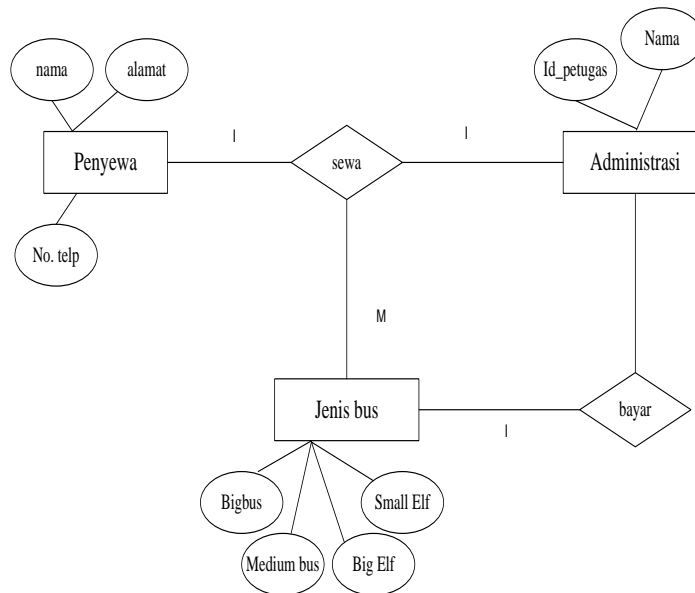 nama
alamat
Id_petugas
Nama
Penyewa
I
sewa
I
Administrasi
No. telp
M
Jenis bus
I
bayar
Bigbus
Small Elf
Medium bus
Big Elf